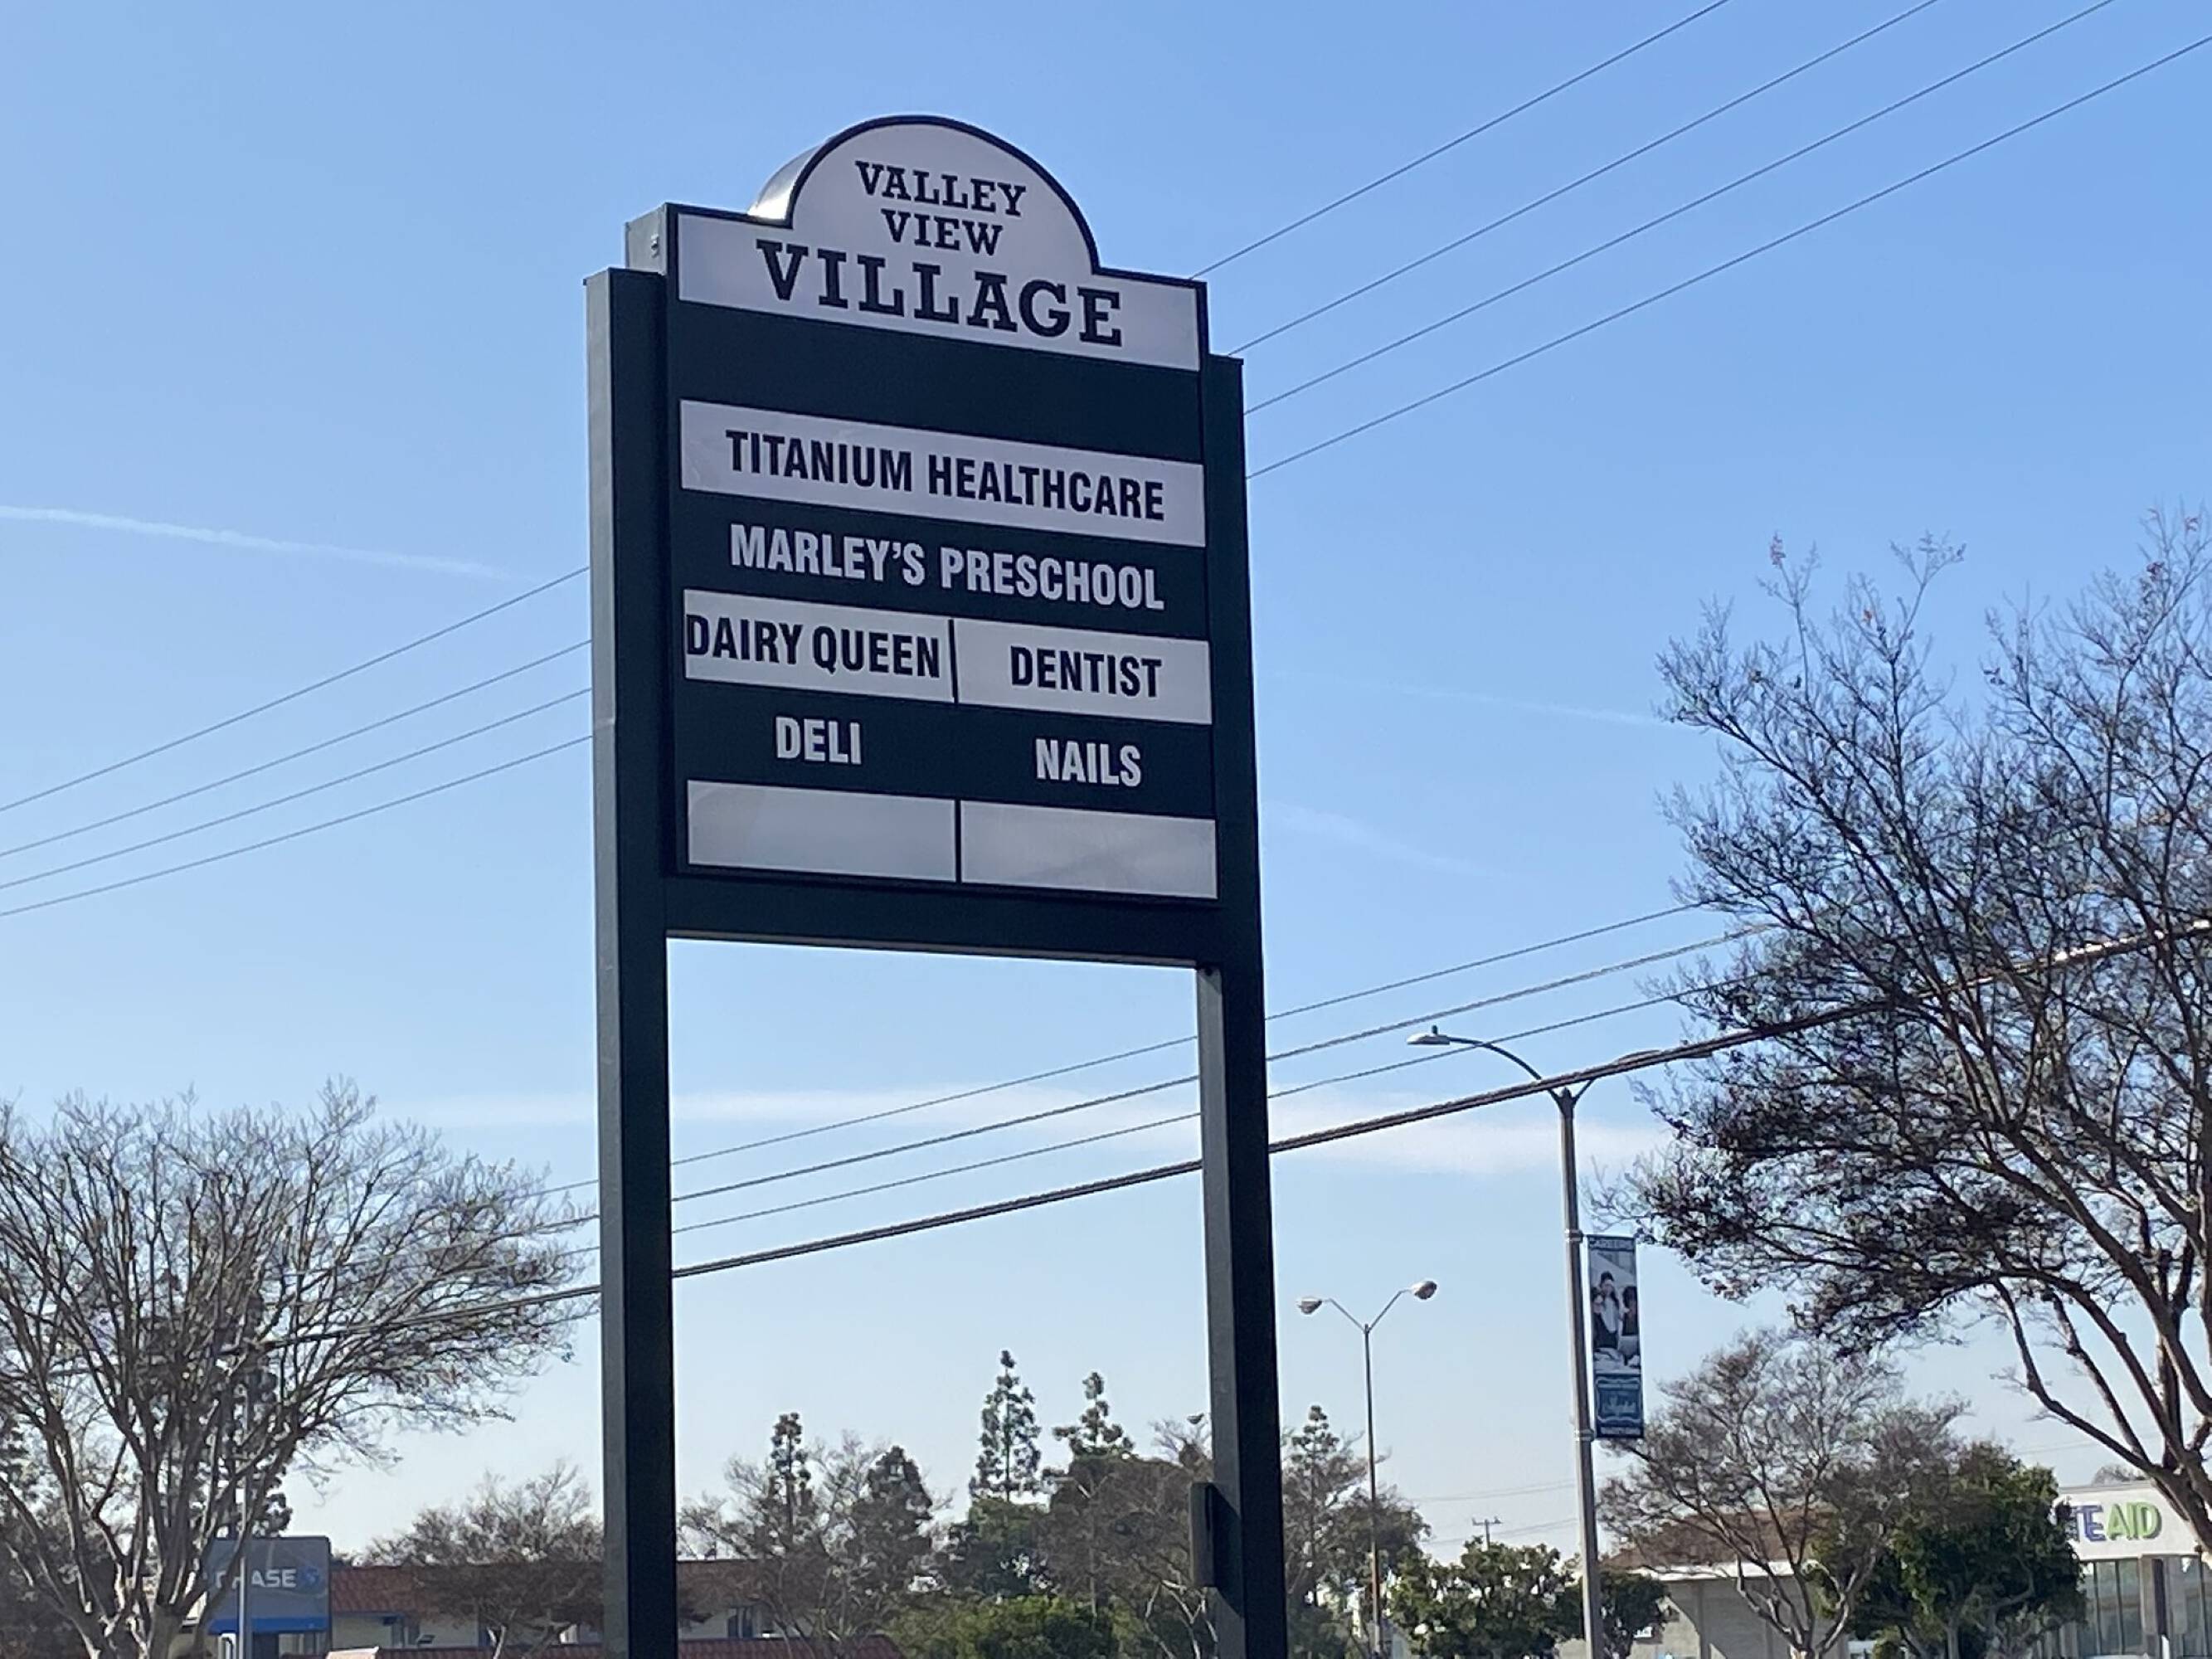 VALLEY
VIEW
VILLAGE
TITANIUM HEALTHCARE
MARLEY'S PRESCHOOL
DAIRY QUEEN
DENTIST
DELI
NAILS
CHASE
TE AID